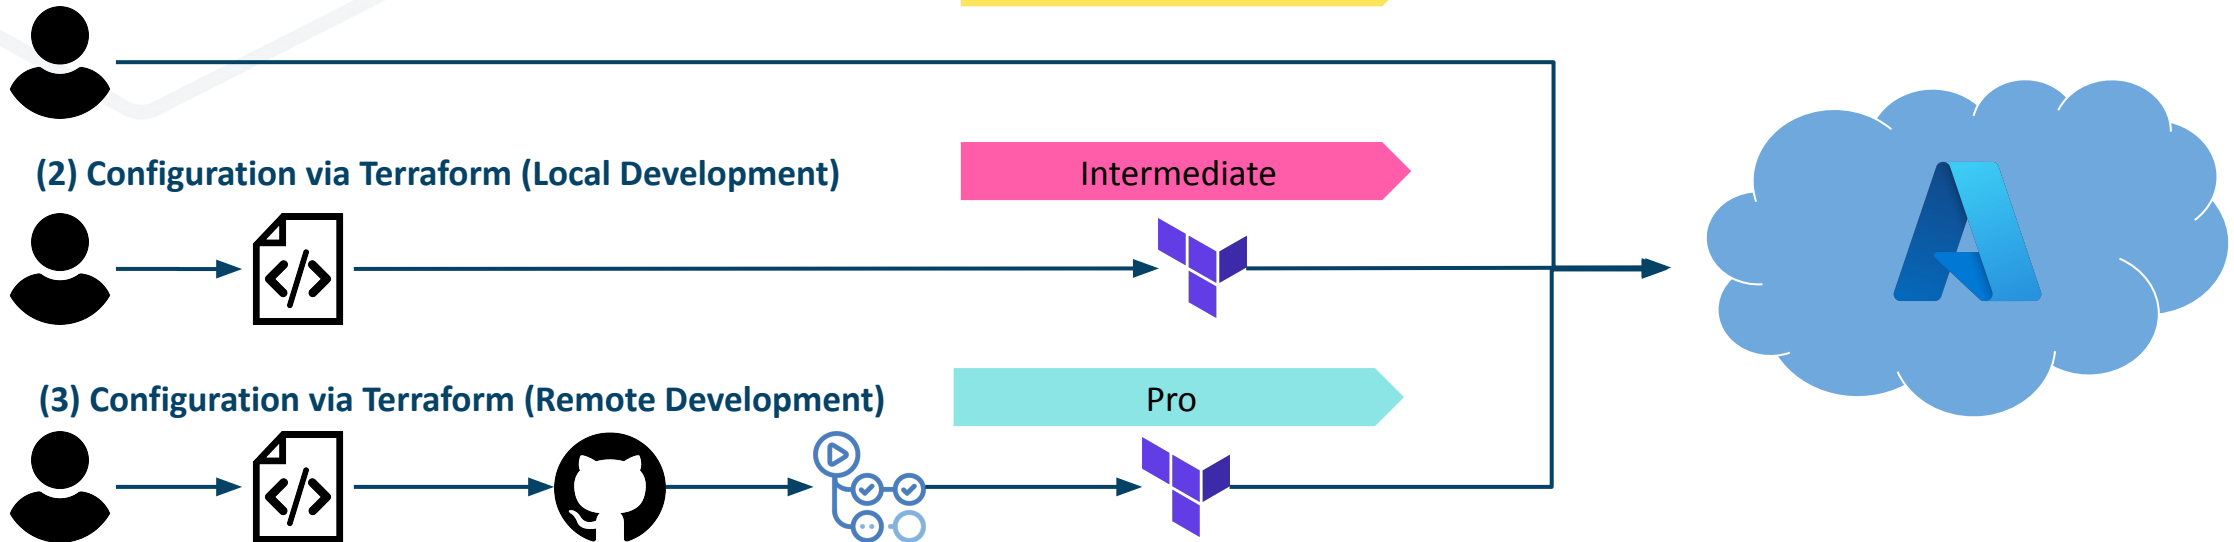 (2) Configuration via Terraform (Local Development)
Intermediate
(3) Configuration via Terraform (Remote Development)
Pro